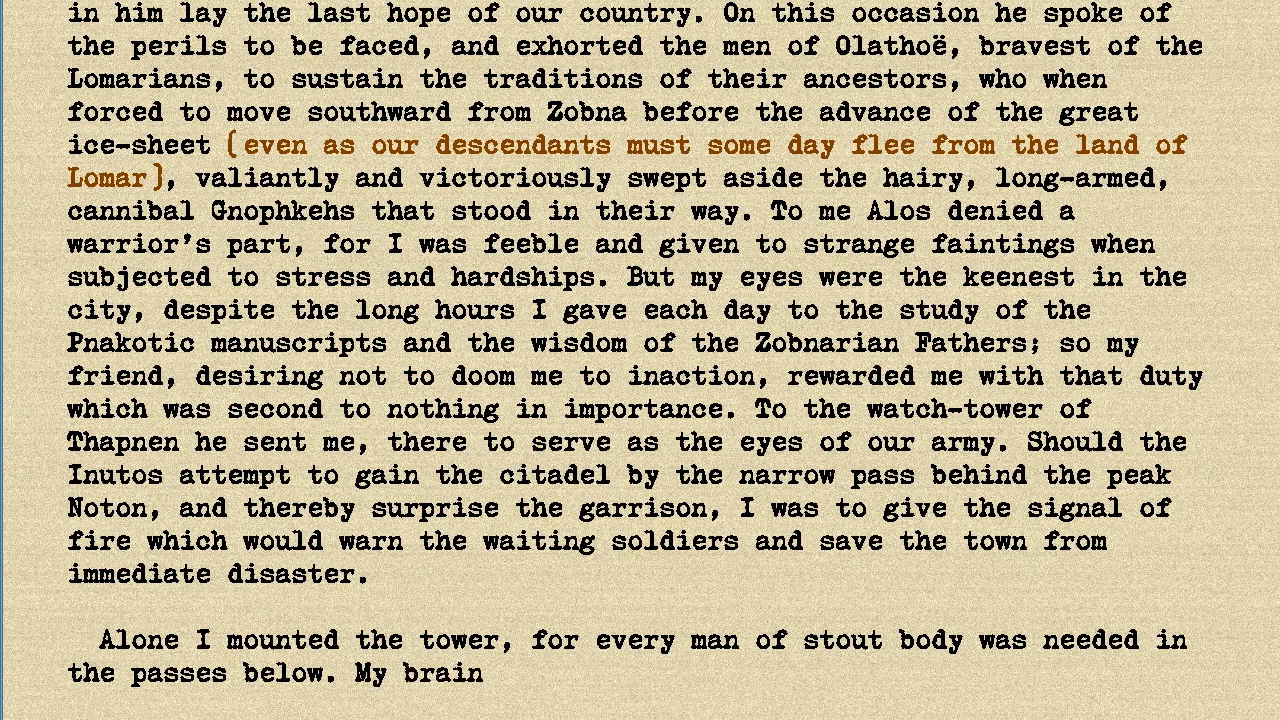 in him lay the last hope of our country. On this occasion he spoke of
the perils to be faced, and exhorted the men of Olathoë, bravest of the
Lomarians, to sustain the traditions of their ancestors, who when
forced to move southward from Zobna before the advance of the great
ice-sheet (even as our descendants must some day flee from the land of
Lomar), valiantly and victoriously swept aside the hairy, long-armed,
cannibal Gnophkehs that stood in their way. To me Alos denied a
warrior's part, for I was feeble and given to strange faintings when
subjected to stress and hardships. But my eyes were the keenest in the
city, despite the long hours I gave each day to the study of the
Pnakotic manuscripts and the wisdom of the Zobnarian Fathers; so my
friend, desiring not to doom me to inaction, rewarded me with that duty
which was second to nothing in importance. To the watch-tower of
Thapnen he sent me, there to serve as the eyes of our army. Should the
Inutos attempt to gain the citadel by the narrow pass behind the peak
Noton, and thereby surprise the garrison, I was to give the signal of
fire which would warn the waiting soldiers and save the town from
immediate disaster.
Alone I mounted the tower, for every man of stout body was needed in
the passes below. My brain